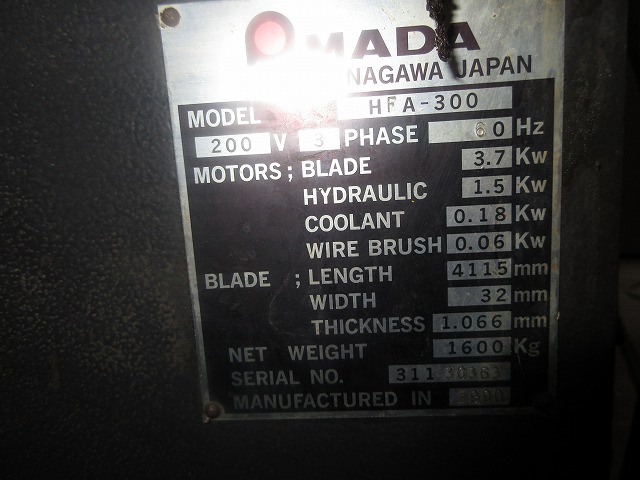 AMADA
NAGAWA JAPAN
MODEL HFA-300
200 V 3 PHASE 60 Hz
MOTORS ; BLADE 3.7 Kw
HYDRAULIC 1.5 Kw
COOLANT 0.18 Kw
WIRE BRUSH 0.06 Kw
BLADE ; LENGTH 4115 mm
WIDTH 32 mm
THICKNESS 1.066 mm
NET WEIGHT 1600 Kg
SERIAL NO. 311
MANUFACTURED IN